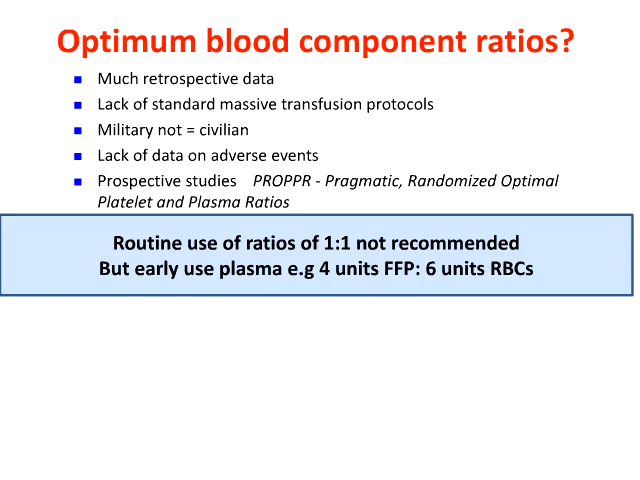 Optimum blood component ratios?
Much retrospective data
Lack of standard massive transfusion protocols
Military not = civilian
Lack of data on adverse events
Prospective studies PROPPR - Pragmatic, Randomized Optimal
Platelet and Plasma Ratios
Routine use of ratios of 1:1 not recommended
But early use plasma e.g 4 units FFP: 6 units RBCs